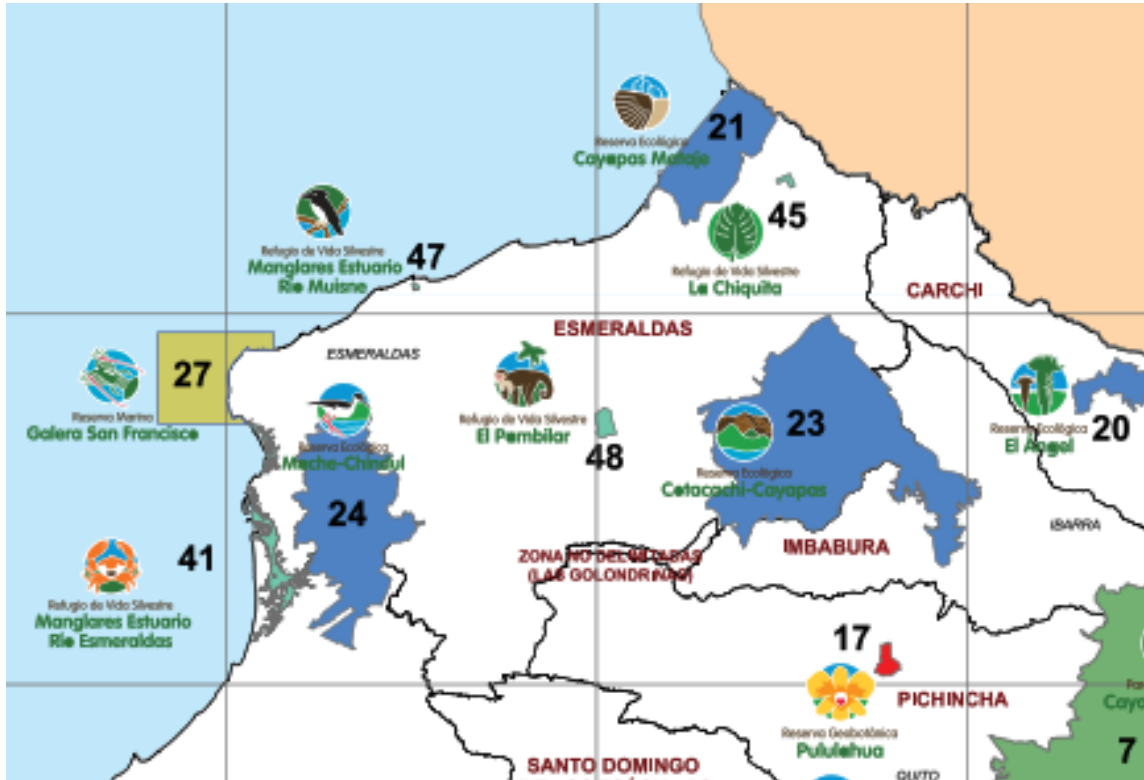 21
Reserva Ecológica
Cayapas Mataje
45
47
Refugio de Vida Silvestre
Manglares Estuario
Río Muisne
Refugio de Vida Silvestre
La Chiquita
CARCHI
ESMERALDAS
ESMERALDAS
27
Reserva Marina
Galera San Francisco
Refugio de Vida Silvestre
El Pambilar
48
23
Reserva Ecológica
Cotacachi-Cayapas
20
Reserva Ecológica
El Angel
Reserva Ecológica
Mache-Chindul
24
IBARRA
IMBABURA
ZONA NO DELIMITADAS
(LAS GOLONDRINAS)
41
Refugio de Vida Silvestre
Manglares Estuario
Río Esmeraldas
17
PICHINCHA
Reserva Geobotánica
Pululahua
7
SANTO DOMINGO
QUITO